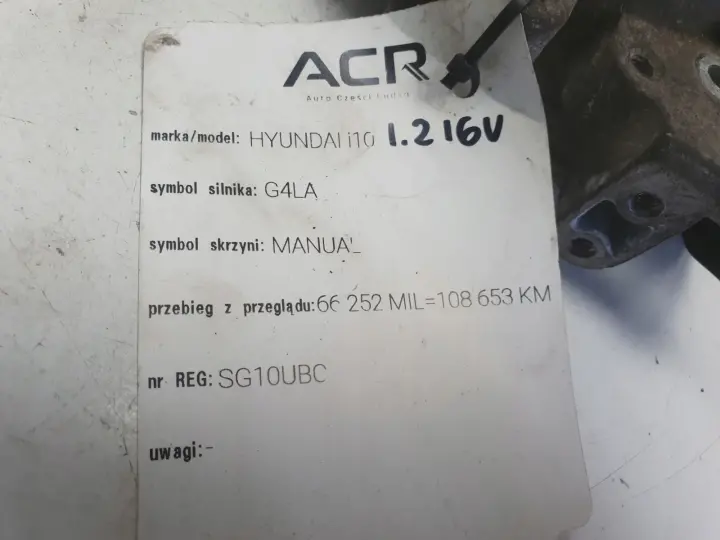 ACR
Auto Części Rudno
marka/model: HYUNDAI i10 1.2 16V
symbol silnika: G4LA
symbol skrzyni: MANUAL
przebieg z przeglądu: 66 252 MIL=108 653 KM
nr REG: SG10UBC
uwagi: -